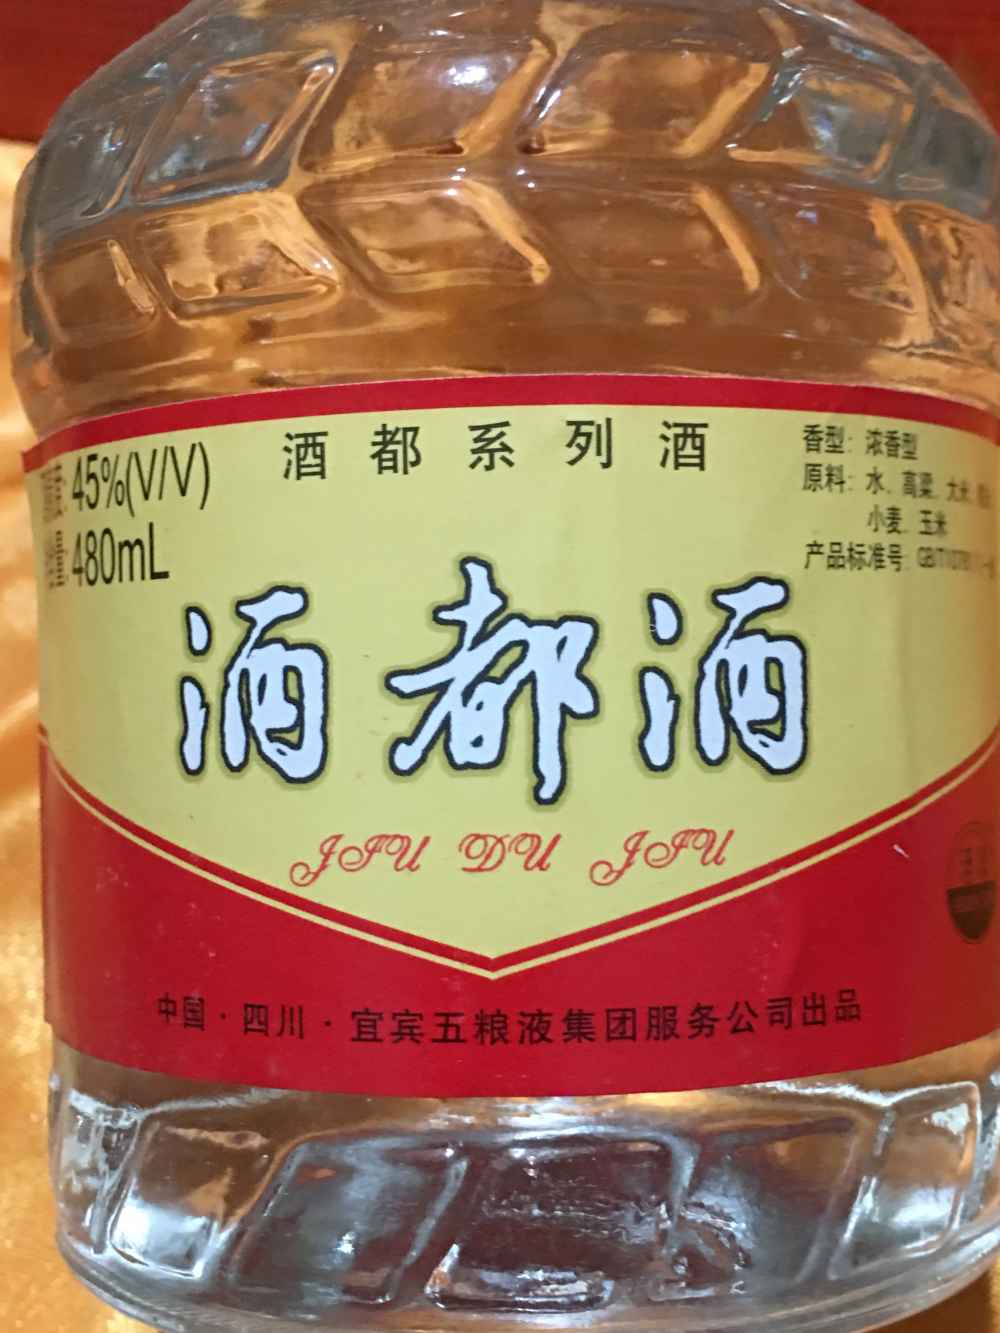 酒都系列酒
45%(V/V)
480mL
香型：浓香型
原料：水、高粱、大米、
小麦、玉米
产品标准号：
酒都酒
JIU DU JIU
中国·四川·宜宾五粮液集团服务公司出品